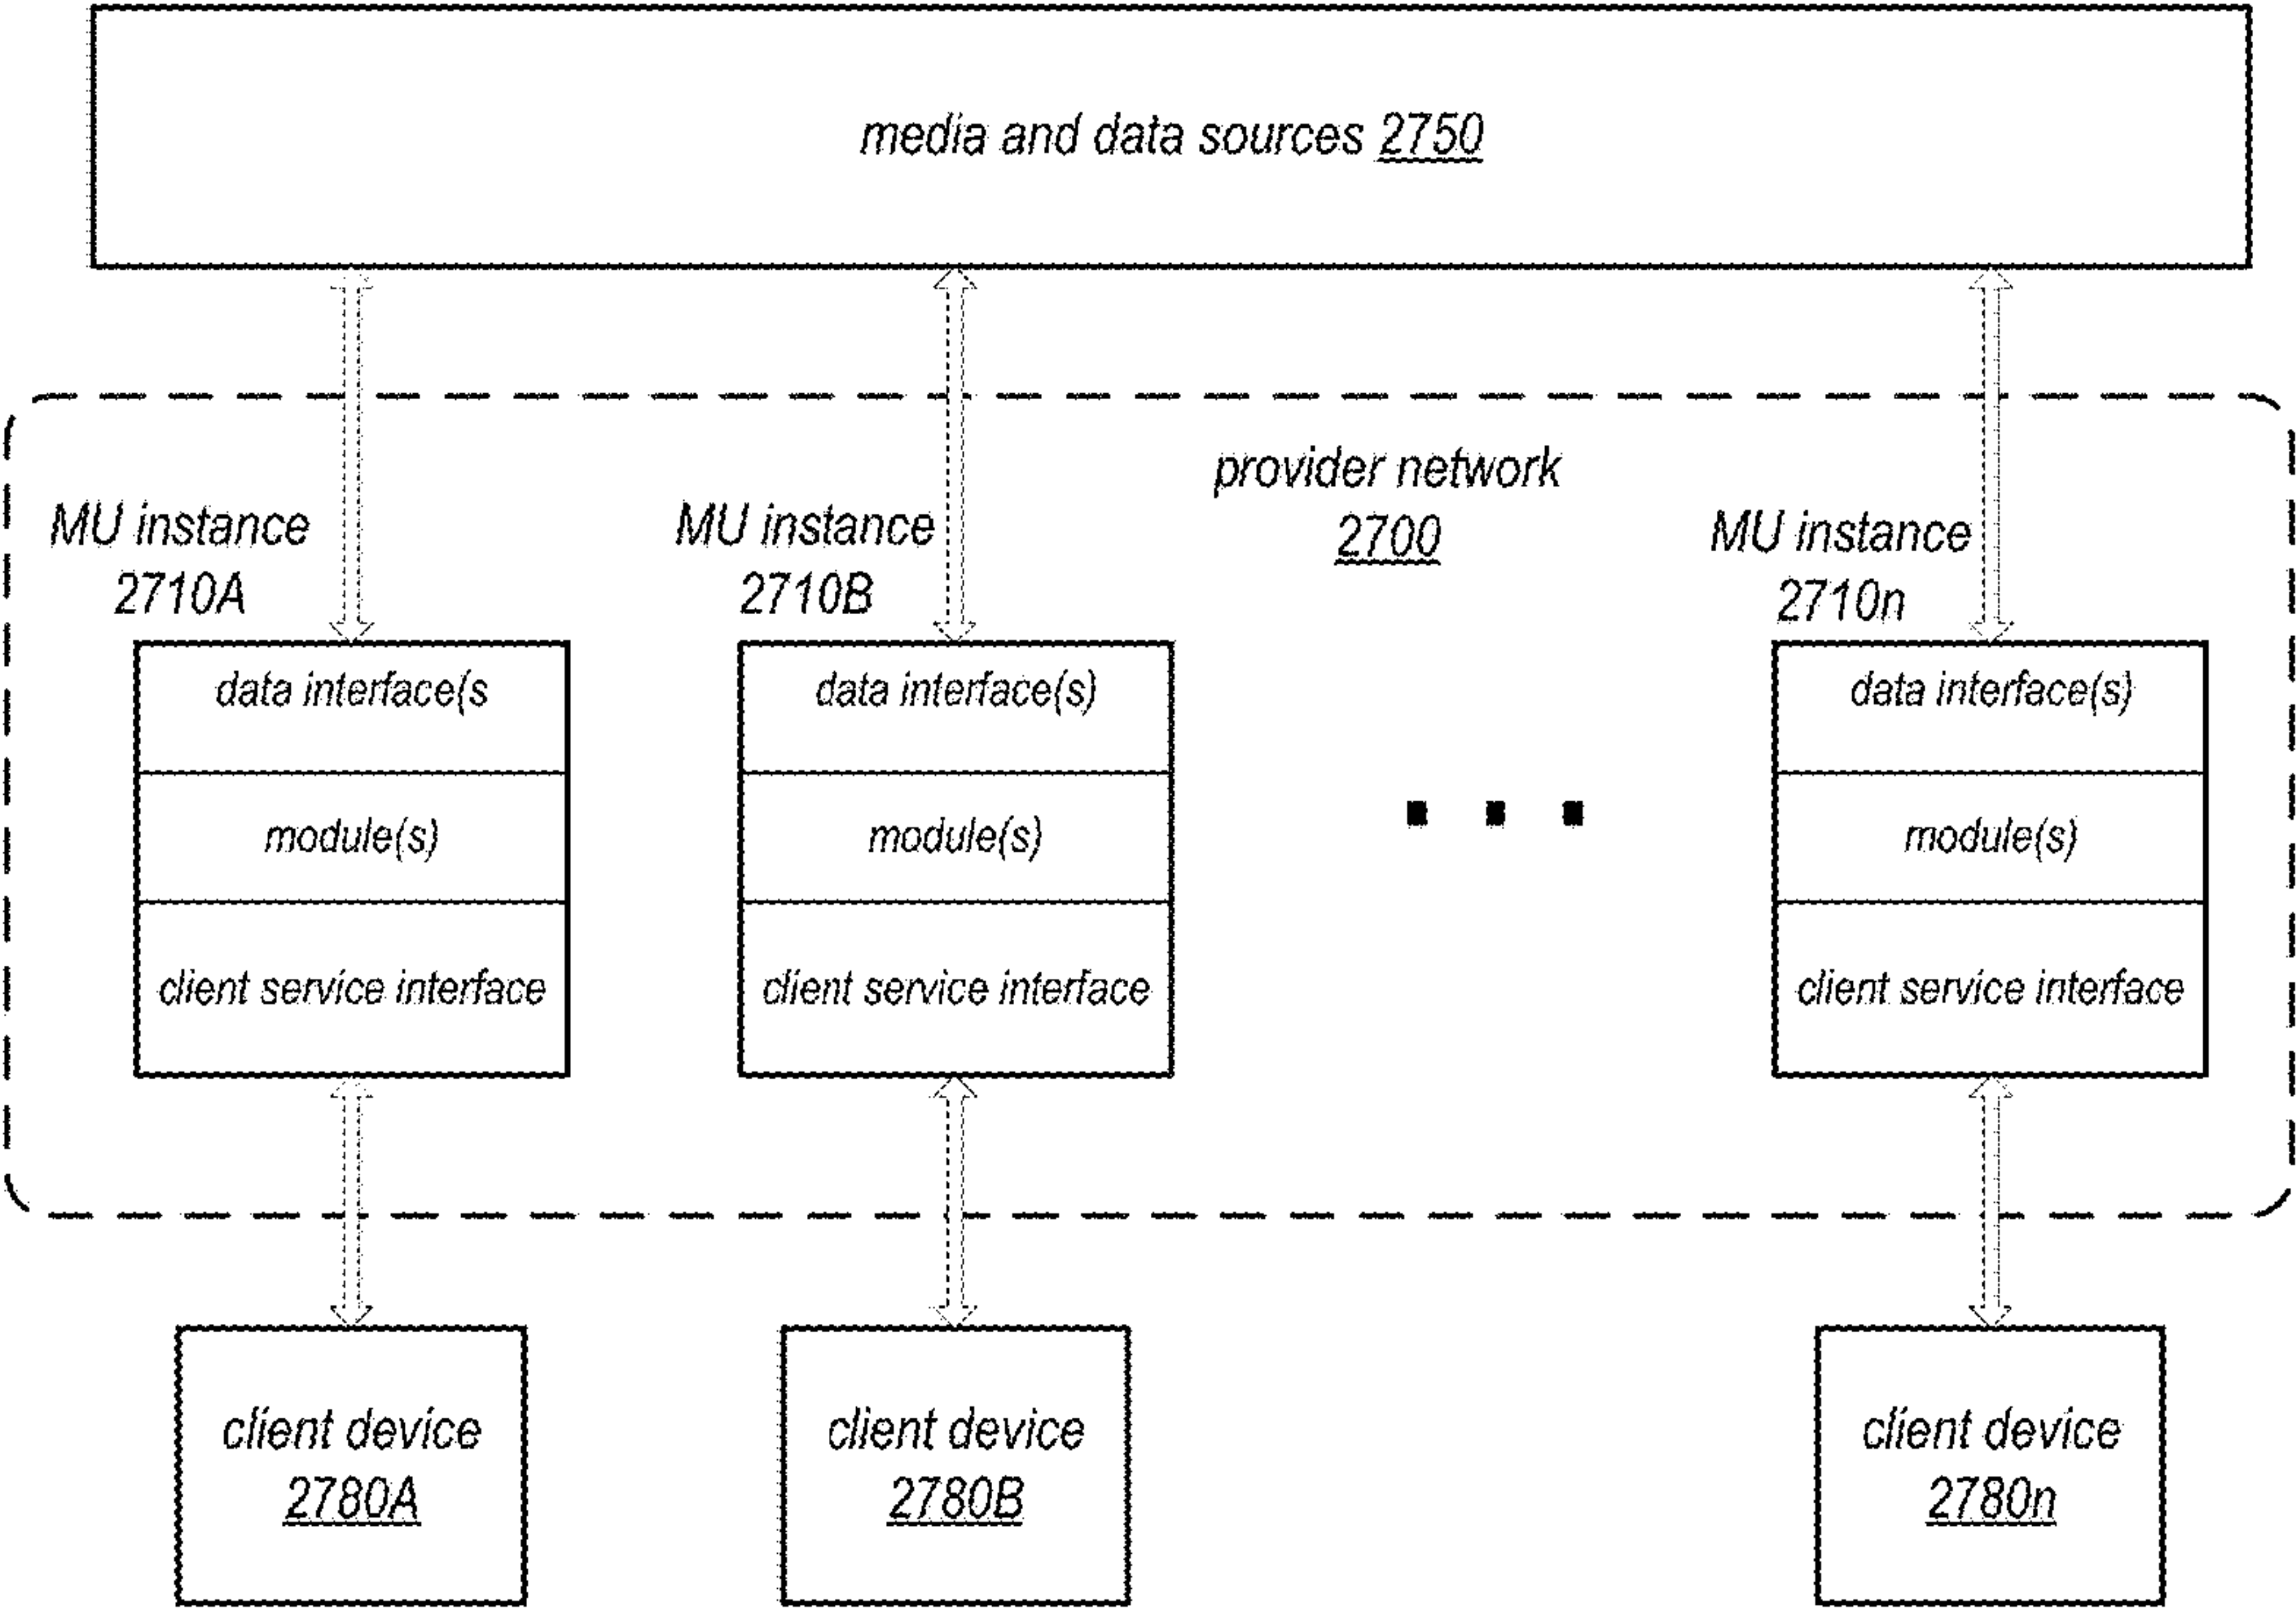 media and data sources 2750
provider network
2700
MU instance
2710A
MU instance
2710B
MU instance
2710n
data interface(s
module(s)
client service interface
data interface(s)
module(s)
client service interface
data interface(s)
module(s)
client service interface
client device
2780A
client device
2780B
client device
2780n